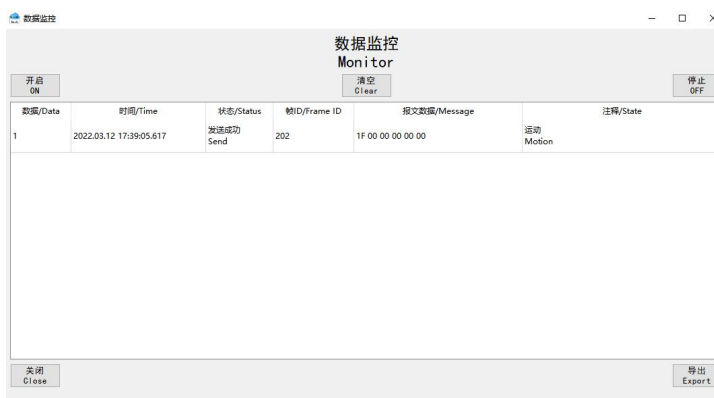 数据监控
数据监控
Monitor
开启
ON
清空
Clear
停止
OFF
数据/Data 时间/Time 状态/Status 帧ID/Frame ID 报文数据/Message 注释/State
1 2022.03.12 17:39:05.617 发送成功 Send 202 1F 00 00 00 00 00 运动 Motion
关闭
Close
导出
Export